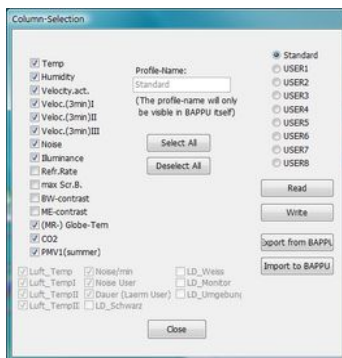 Column-Selection
Temp
Humidity
Velocity.act.
Veloc.(3min)I
Veloc.(3min)II
Veloc.(3min)III
Noise
Illuminance
Refr.Rate
max Scr.B.
BW-contrast
ME-contrast
(MR-) Globe-Tem
CO2
PMV1(summer)
Profile-Name:
Standard
(The profile-name will only
be visible in BAPPU itself)
Select All
Deselect All
Standard
USER1
USER2
USER3
USER4
USER5
USER6
USER7
USER8
Read
Write
Export from BAPPU
Import to BAPPU
Luft_Temp Noise/min LD_Weiss
Luft_TempI Noise User LD_Monitor
Luft_TempII Dauer (Laerm User) LD_Umgebung
Luft_TempII LD_Schwarz
Close